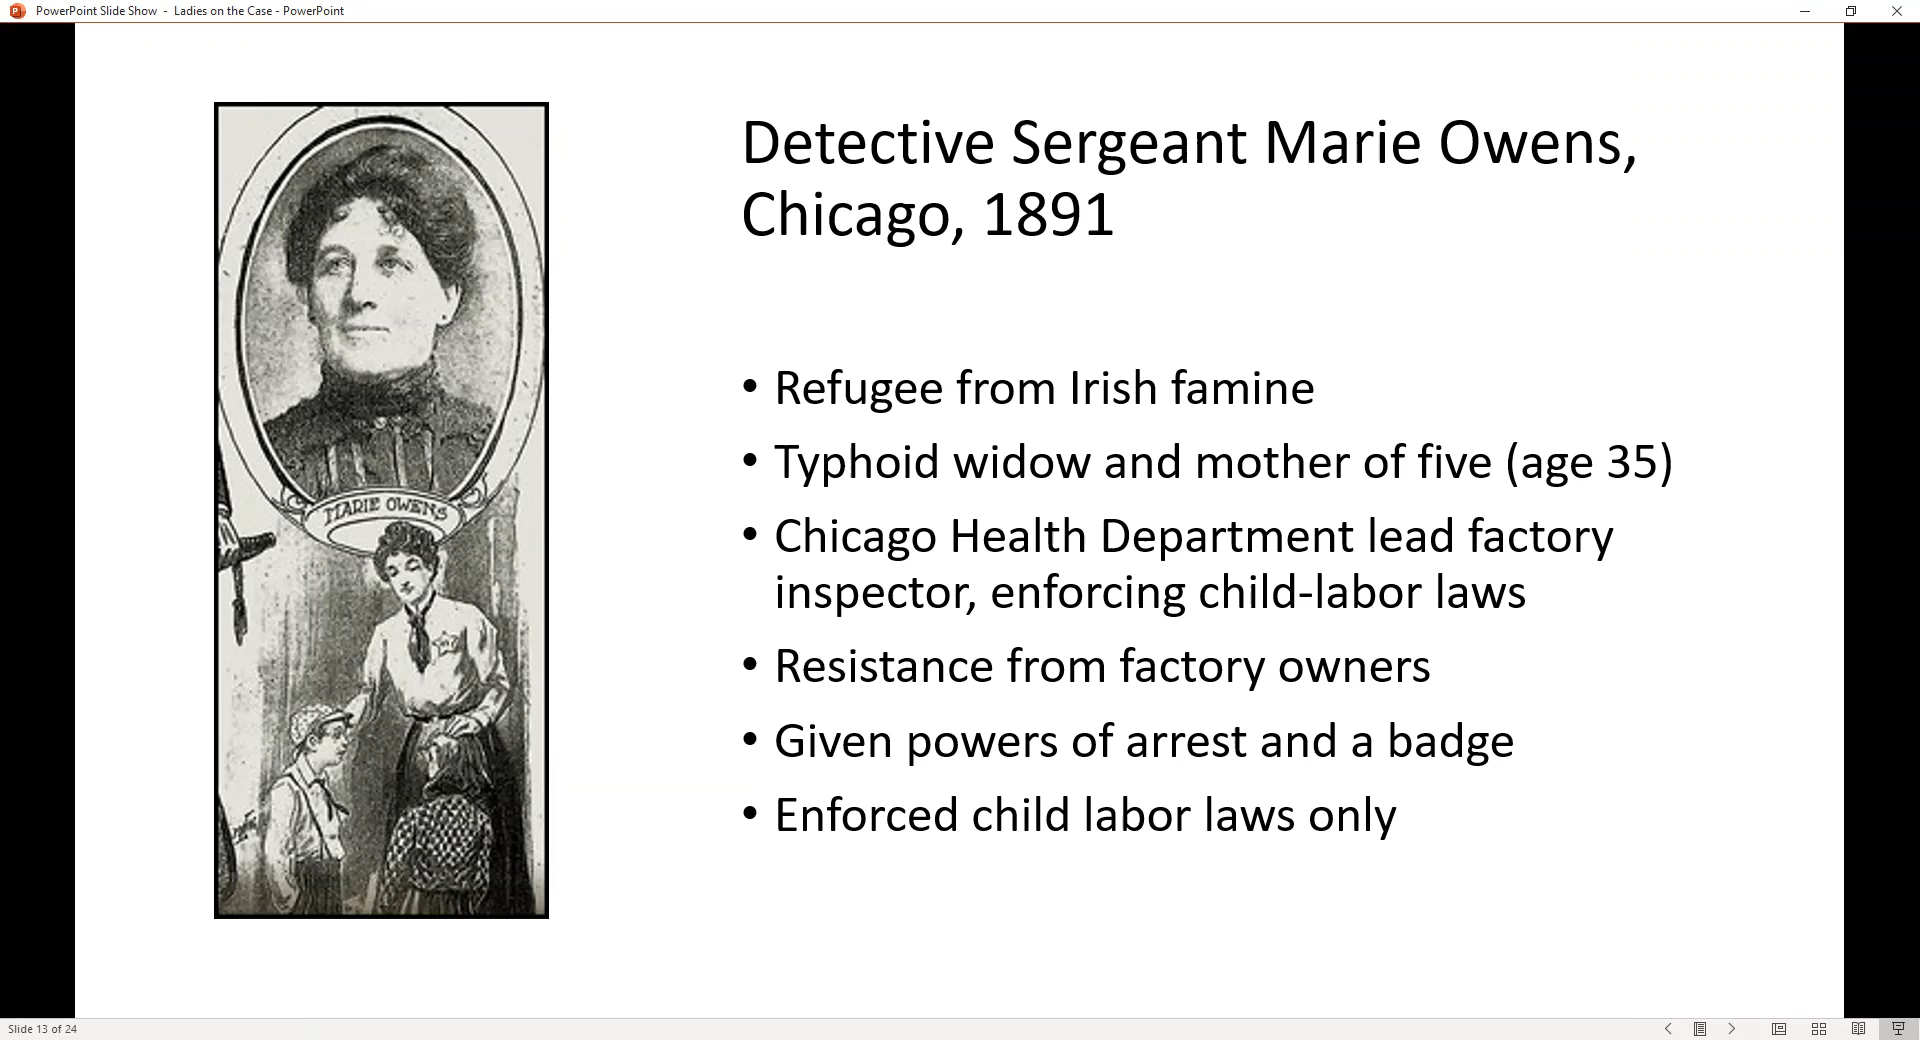 PowerPoint Slide Show - Ladies on the Case - PowerPoint
MARIE OWENS
Detective Sergeant Marie Owens,
Chicago, 1891
• Refugee from Irish famine
• Typhoid widow and mother of five (age 35)
• Chicago Health Department lead factory
inspector, enforcing child-labor laws
• Resistance from factory owners
• Given powers of arrest and a badge
• Enforced child labor laws only
Slide 13 of 24